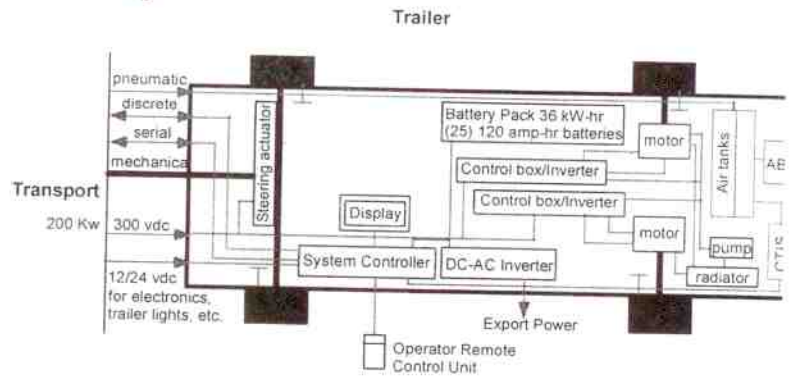 Trailer
pneumatic
discrete
serial
mechanica
Transport
200 Kw
300 vdc
12/24 vdc
for electronics,
trailer lights, etc.
Steering actuator
Battery Pack 36 kW-hr
(25) 120 amp-hr batteries
motor
Control box/Inverter
Control box/Inverter
Display
motor
System Controller
DC-AC Inverter
pump
radiator
Air tanks
CTIS
Export Power
Operator Remote
Control Unit